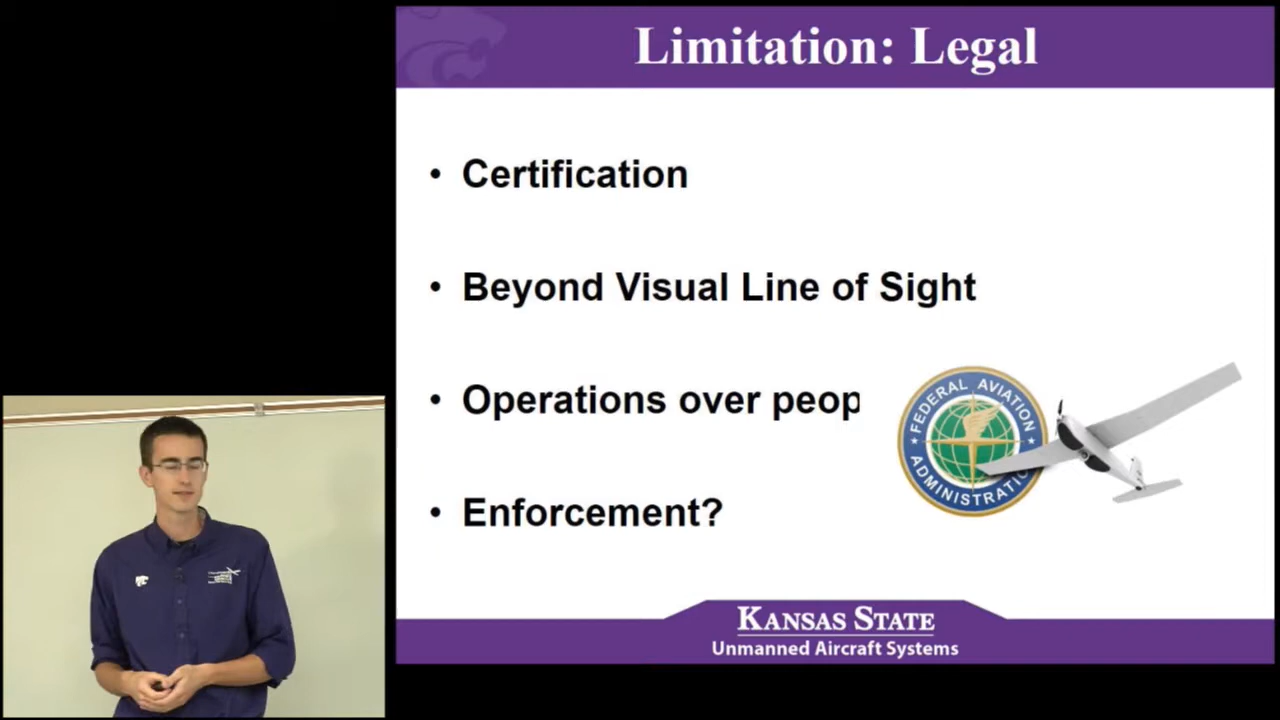 Limitation: Legal
• Certification
• Beyond Visual Line of Sight
• Operations over peop
• Enforcement?
FEDERAL AVIATION
ADMINISTRATIO
KANSAS STATE
Unmanned Aircraft Systems